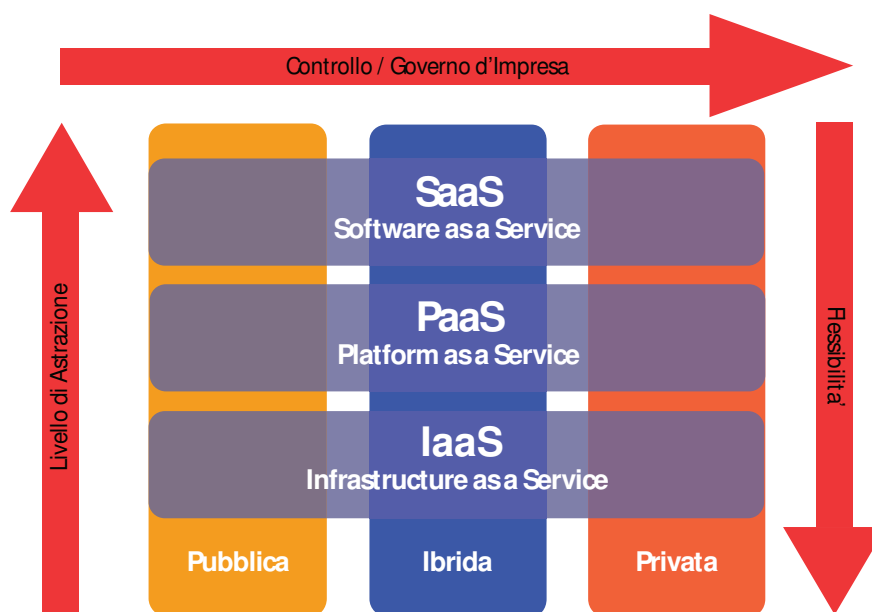 Controllo / Governo d'Impresa
Livello di Astrazione
SaaS
Software as a Service
PaaS
Platform as a Service
IaaS
Infrastructure as a Service
Pubblica
Ibrida
Privata
Flessibilita'